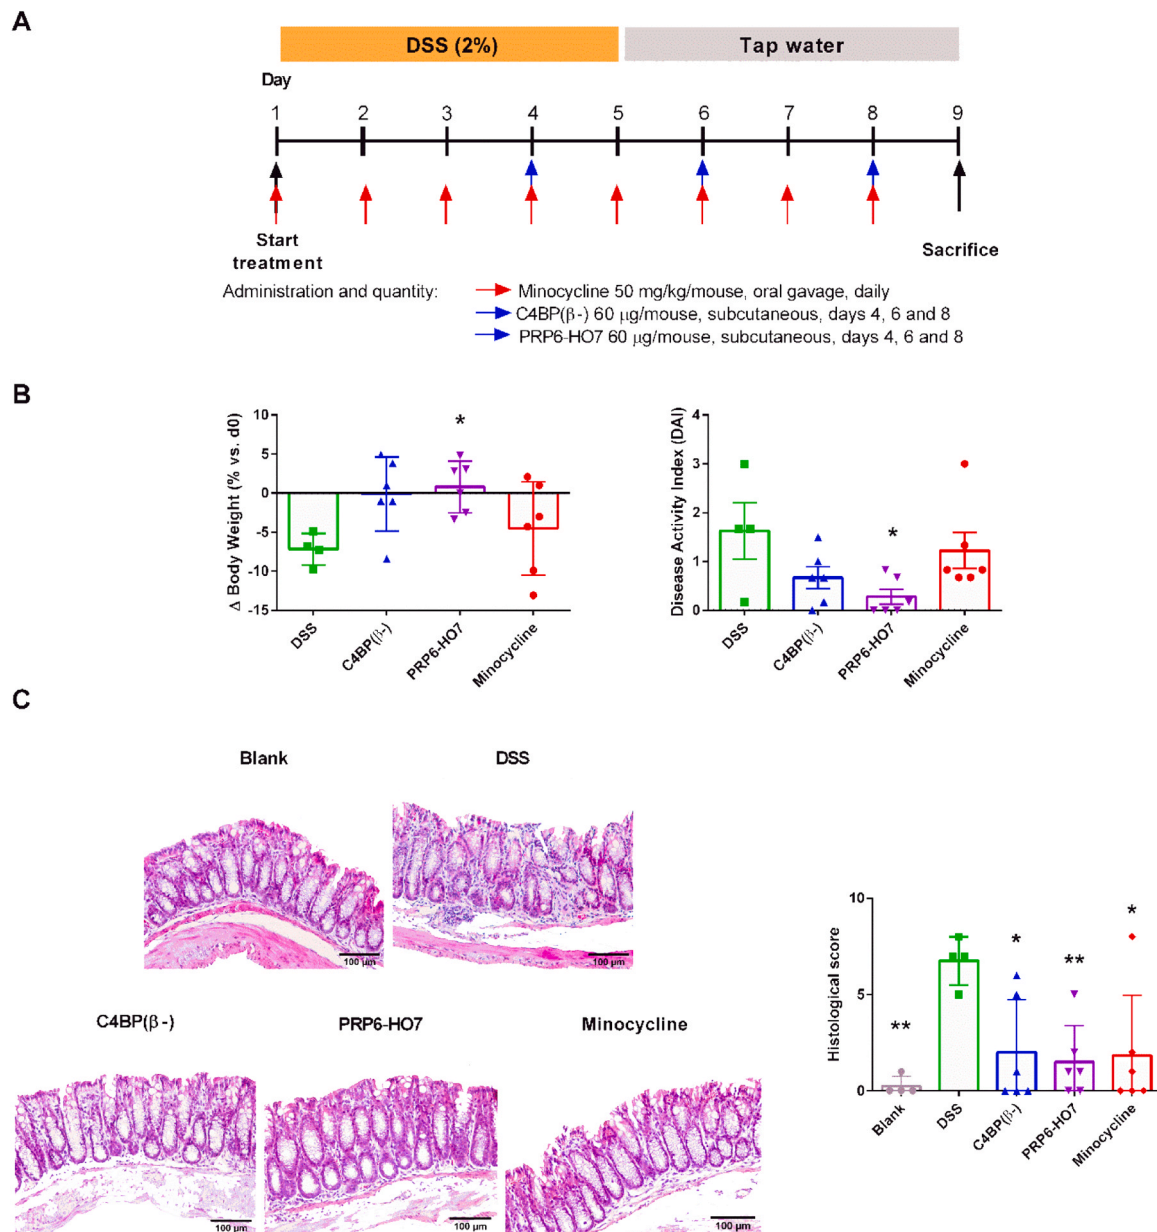 A
DSS (2%)
Tap water
Day
1 2 3 4 5 6 7 8 9
Start
treatment
Sacrifice
Administration and quantity:
Minocycline 50 mg/kg/mouse, oral gavage, daily
C4BP(β-) 60 μg/mouse, subcutaneous, days 4, 6 and 8
PRP6-HO7 60 μg/mouse, subcutaneous, days 4, 6 and 8
B
Δ Body Weight (% vs. d0)
10
5
0
-5
-10
-15
*
DSS
C4BP(β-)
PRP6-HO7
Minocycline
Disease Activity Index (DAI)
4
3
2
1
0
*
DSS
C4BP(β-)
PRP6-HO7
Minocycline
C
Blank
DSS
100 μm
100 μm
C4BP(β-)
PRP6-HO7
Minocycline
100 μm
100 μm
100 μm
Histological score
10
5
0
**
*
**
*
Blank
DSS
C4BP(β-)
PRP6-HO7
Minocycline